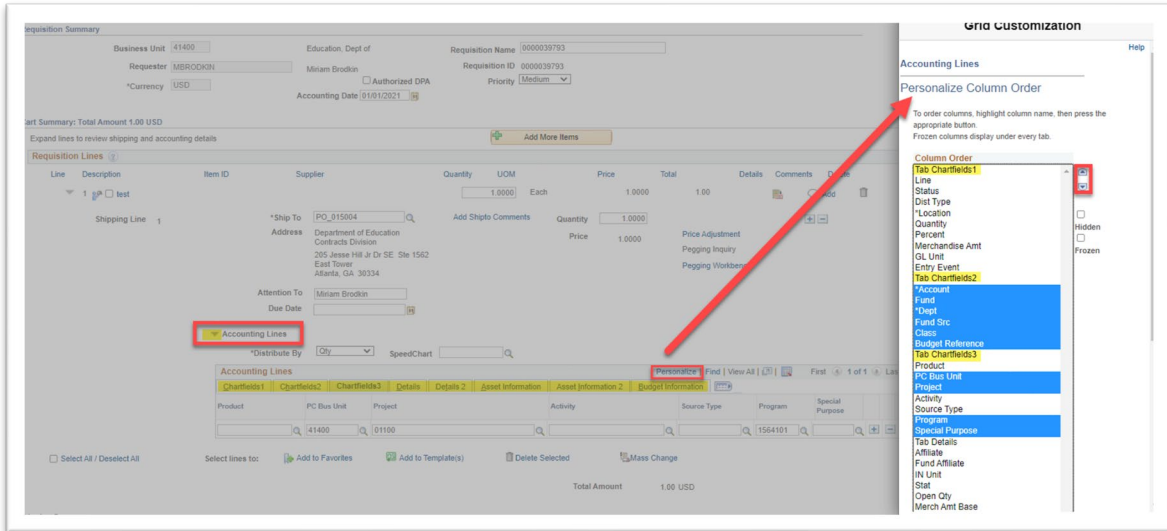 Requisition Summary
Business Unit 41400 Education, Dept of Requisition Name 0000039793
Requester MBRODKIN Miriam Brodkin Requisition ID 0000039793
Authorized DPA Priority Medium
*Currency USD
Accounting Date 01/01/2021
Cart Summary: Total Amount 1.00 USD
Expand lines to review shipping and accounting details Add More Items
Requisition Lines
Line Description Item ID Supplier Quantity UOM Price Total Details Comments Delete
1 test 1.0000 Each 1.0000 1.00 Add
Shipping Line 1 *Ship To PO_015004 Add Shipto Comments Quantity 1.0000
Address Department of Education Price 1.0000 Price Adjustment
Contracts Division
Pegging Inquiry
205 Jesse Hill Jr Dr SE Ste 1562
East Tower Pegging Workbench
Atlanta, GA 30334
Attention To Miriam Brodkin
Due Date
Accounting Lines
*Distribute By Qty SpeedChart
Accounting Lines Personalize | Find | View All | First 1 of 1 Las
Chartfields1 Chartfields2 Chartfields3 Details Details 2 Asset Information Asset Information 2 Budget Information
Product PC Bus Unit Project Activity Source Type Program Special Purpose
41400 01100 1564101
Select All / Deselect All Select lines to: Add to Favorites Add to Template(s) Delete Selected Mass Change
Total Amount 1.00 USD
Grid Customization
Help
Accounting Lines
Personalize Column Order
To order columns, highlight column name, then press the
appropriate button.
Frozen columns display under every tab.
Column Order
Tab Chartfields1
Line
Status
Dist Type
*Location
Quantity
Percent
Merchandise Amt
GL Unit
Entry Event
Tab Chartfields2
*Account
Fund
*Dept
Fund Src
Class
Budget Reference
Tab Chartfields3
Product
PC Bus Unit
Project
Activity
Source Type
Program
Special Purpose
Tab Details
Affiliate
Fund Affiliate
IN Unit
Stat
Open Qty
Merch Amt Base
Hidden
Frozen